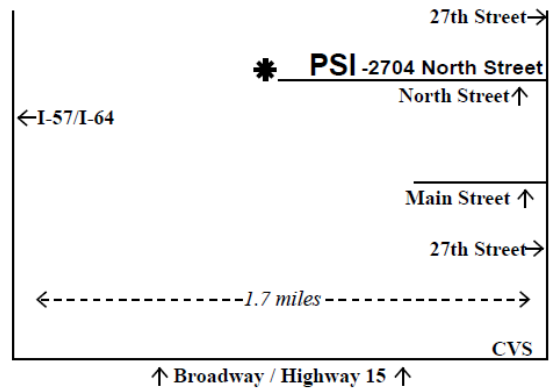 27th Street→
✱ PSI -2704 North Street
North Street↑
←I-57/I-64
Main Street ↑
27th Street→
1.7 miles
CVS
↑ Broadway / Highway 15 ↑